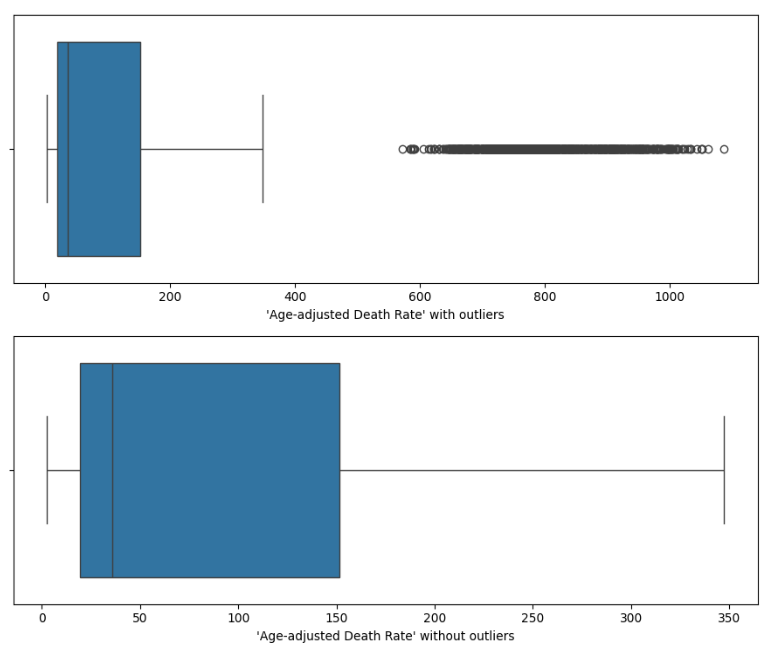 0 200 400 600 800 1000
'Age-adjusted Death Rate' with outliers
0 50 100 150 200 250 300 350
'Age-adjusted Death Rate' without outliers